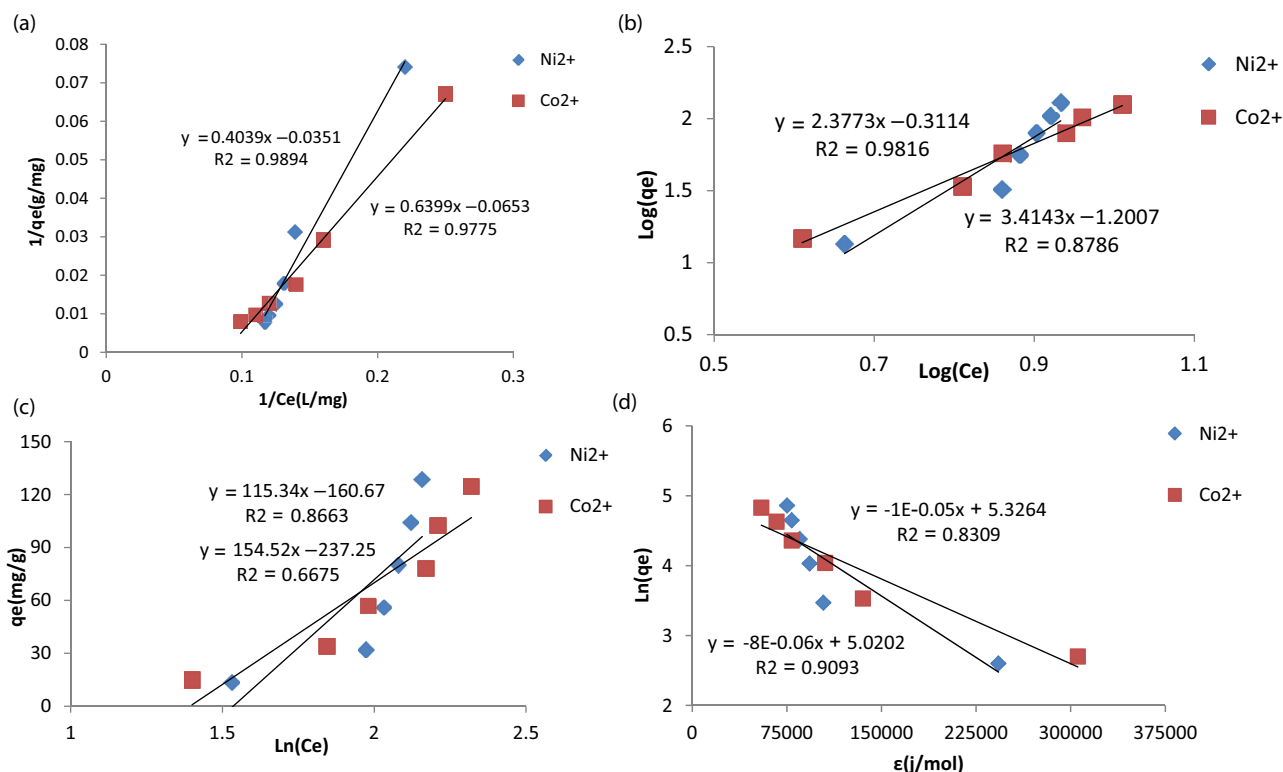 (a)
0.08
0.07
0.06
0.05
0.04
0.03
0.02
0.01
0
1/qe(g/mg)
0
0.1
0.2
0.3
1/Ce(L/mg)
y = 0.4039x −0.0351
R2 = 0.9894
y = 0.6399x −0.0653
R2 = 0.9775
Ni2+
Co2+
(b)
2.5
2
1.5
1
0.5
Log(qe)
0.5
0.7
0.9
1.1
Log(Ce)
y = 2.3773x −0.3114
R2 = 0.9816
y = 3.4143x −1.2007
R2 = 0.8786
Ni2+
Co2+
(c)
150
120
90
60
30
0
qe(mg/g)
1
1.5
2
2.5
Ln(Ce)
y = 115.34x −160.67
R2 = 0.8663
y = 154.52x −237.25
R2 = 0.6675
Ni2+
Co2+
(d)
6
5
4
3
2
Ln(qe)
0
75000
150000
225000
300000
375000
ε(j/mol)
y = -1E-0.05x + 5.3264
R2 = 0.8309
y = -8E-0.06x + 5.0202
R2 = 0.9093
Ni2+
Co2+